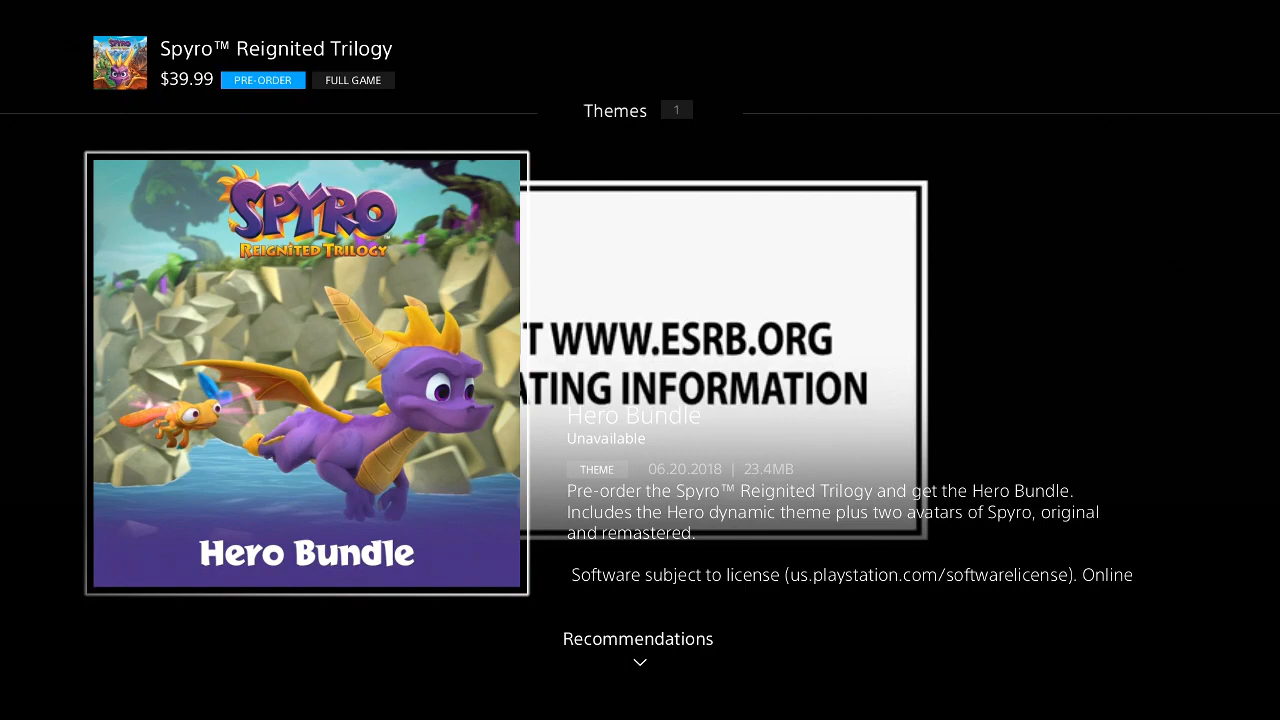 Spyro™ Reignited Trilogy
$39.99 PRE-ORDER FULL GAME
Themes 1
SPYRO™
REIGNITED TRILOGY
T WWW.ESRB.ORG
ATING INFORMATION
Hero Bundle
Hero Bundle
Unavailable
THEME 06.20.2018 | 23.4MB
Pre-order the Spyro™ Reignited Trilogy and get the Hero Bundle.
Includes the Hero dynamic theme plus two avatars of Spyro, original
and remastered.
Software subject to license (us.playstation.com/softwarelicense). Online
Recommendations